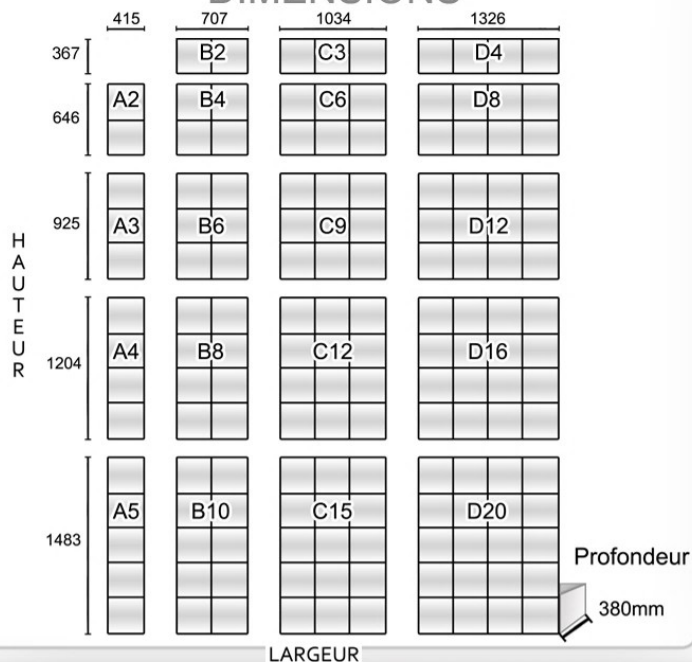 DIMENSIONS
415 707 1034 1326
367 B2 C3 D4
646 A2 B4 C6 D8
925 A3 B6 C9 D12
HAUTEUR
1204 A4 B8 C12 D16
1483 A5 B10 C15 D20
Profondeur
380mm
LARGEUR